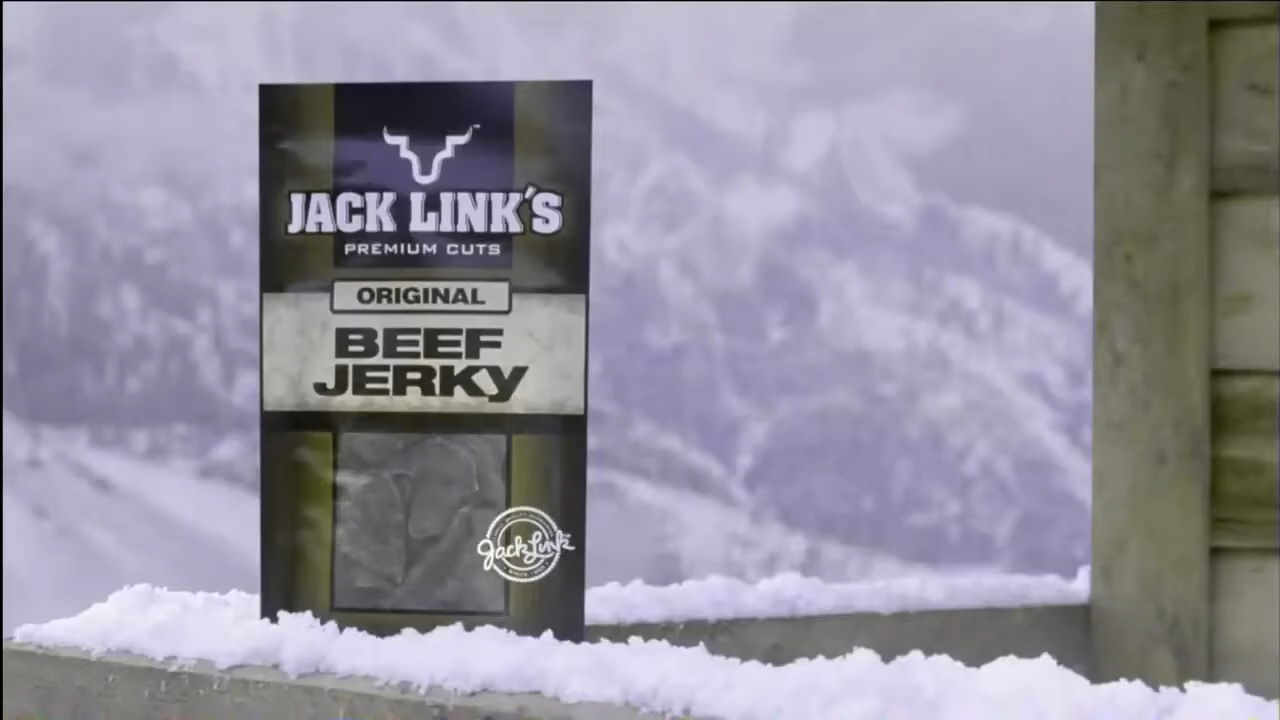 JACK LINK'S
PREMIUM CUTS
ORIGINAL
BEEF
JERKY
Jack Link's